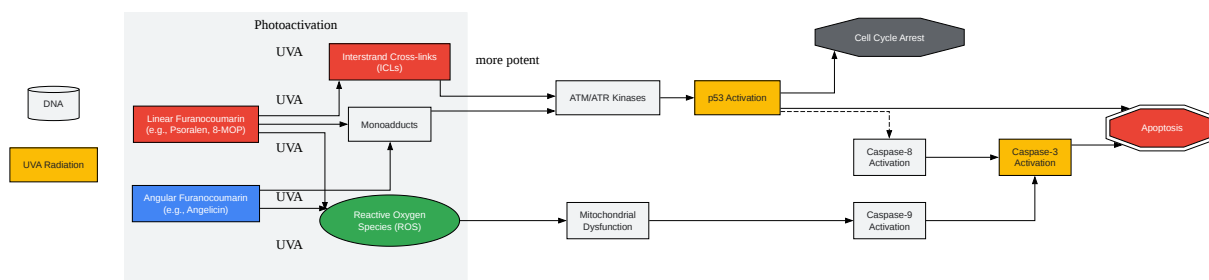 Photoactivation
UVA
Interstrand Cross-links
(ICLs)
more potent
Cell Cycle Arrest
DNA
UVA
ATM/ATR Kinases
p53 Activation
Linear Furanocoumarin
(e.g., Psoralen, 8-MOP)
Monoadducts
Apoptosis
UVA
UVA Radiation
Caspase-8
Activation
Caspase-3
Activation
Angular Furanocoumarin
(e.g., Angelicin)
UVA
Reactive Oxygen
Species (ROS)
Mitochondrial
Dysfunction
Caspase-9
Activation
UVA